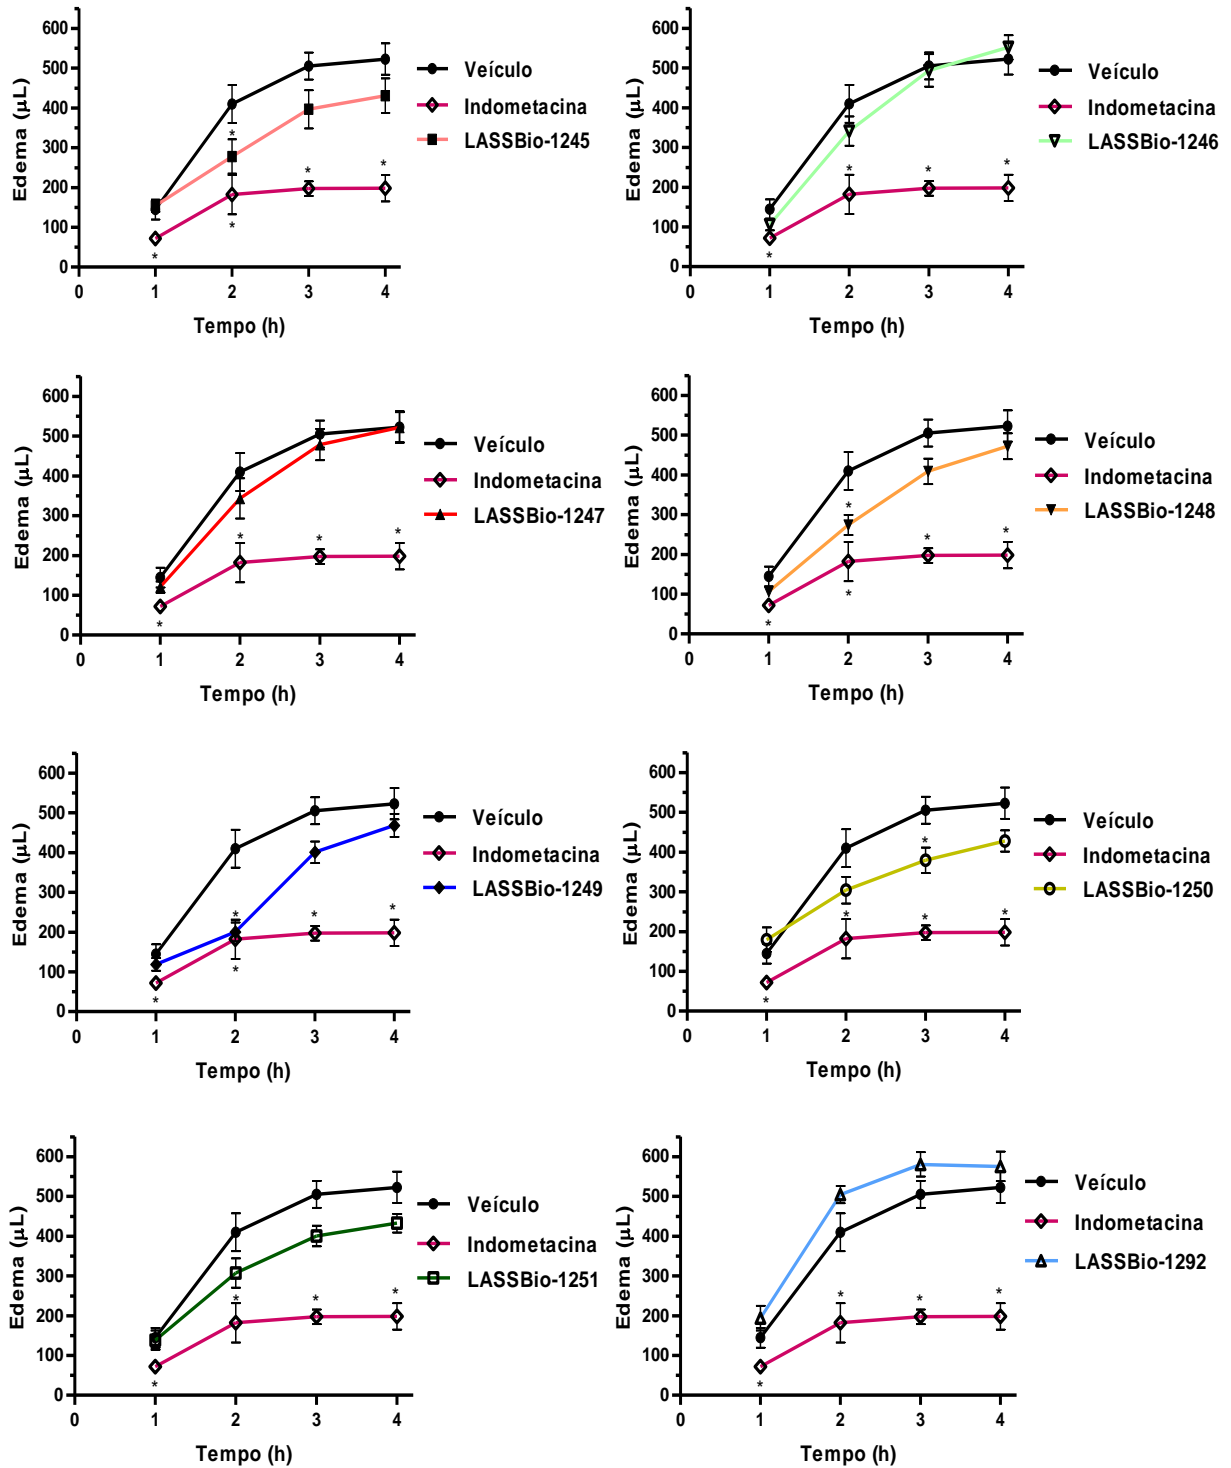 600
500
400
300
200
100
0
Edema (µL)
0 1 2 3 4
Tempo (h)
* * * * *
Veículo
Indometacina
LASSBio-1245
600
500
400
300
200
100
0
Edema (µL)
0 1 2 3 4
Tempo (h)
* * * *
Veículo
Indometacina
LASSBio-1246
600
500
400
300
200
100
0
Edema (µL)
0 1 2 3 4
Tempo (h)
* * * *
Veículo
Indometacina
LASSBio-1247
600
500
400
300
200
100
0
Edema (µL)
0 1 2 3 4
Tempo (h)
* * * * *
Veículo
Indometacina
LASSBio-1248
600
500
400
300
200
100
0
Edema (µL)
0 1 2 3 4
Tempo (h)
* * * * *
Veículo
Indometacina
LASSBio-1249
600
500
400
300
200
100
0
Edema (µL)
0 1 2 3 4
Tempo (h)
* * * * *
Veículo
Indometacina
LASSBio-1250
600
500
400
300
200
100
0
Edema (µL)
0 1 2 3 4
Tempo (h)
* * * *
Veículo
Indometacina
LASSBio-1251
600
500
400
300
200
100
0
Edema (µL)
0 1 2 3 4
Tempo (h)
* * * *
Veículo
Indometacina
LASSBio-1292